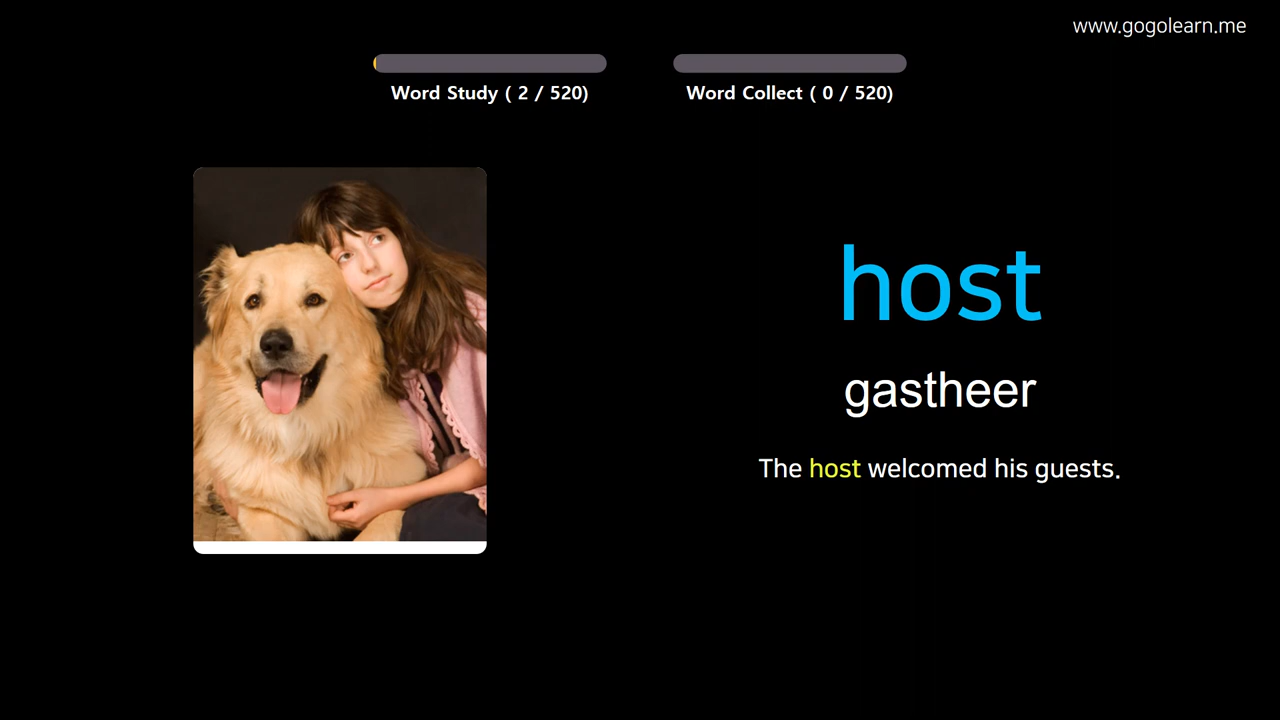 www.gogolearn.me
Word Study ( 2 / 520)
Word Collect ( 0 / 520)
host
gastheer
The host welcomed his guests.